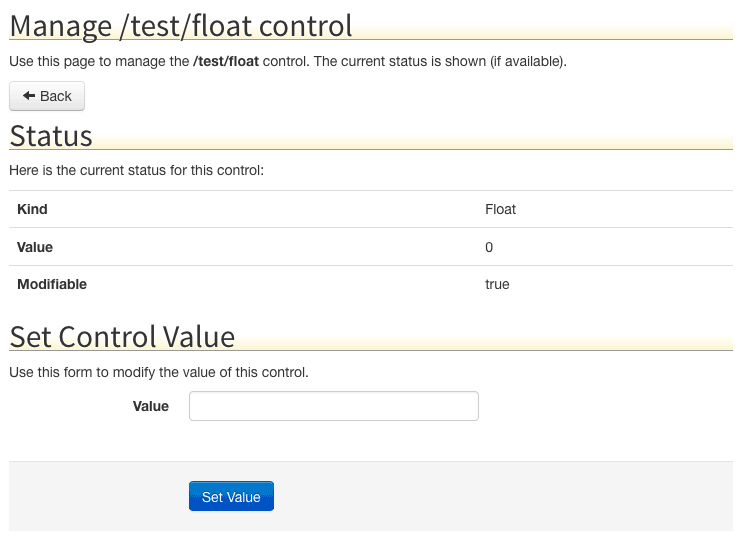 Manage /test/float control
Use this page to manage the /test/float control. The current status is shown (if available).
Back
Status
Here is the current status for this control:
Kind Float
Value 0
Modifiable true
Set Control Value
Use this form to modify the value of this control.
Value
Set Value